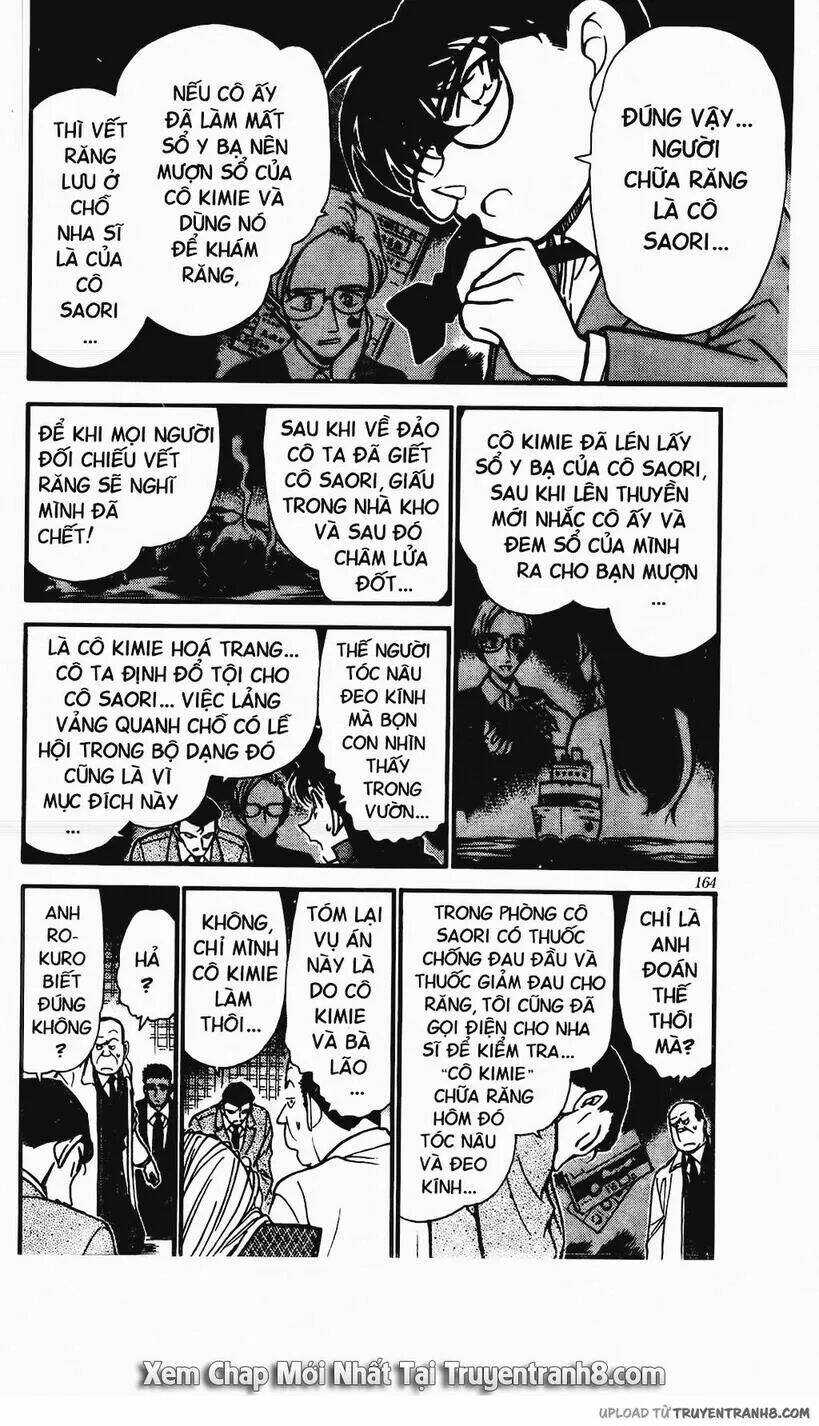 ĐÚNG VẬY...
NGƯỜI
CHỮA RĂNG
LÀ CÔ
SAORI...
NẾU CÔ ẤY
ĐÃ LÀM MẤT
SỔ Y BẠ NÊN
MƯỢN SỔ CỦA
CÔ KIMIE VÀ
DÙNG NÓ
ĐỂ KHÁM
RĂNG,
THÌ VẾT
RĂNG
LƯU Ở
CHỖ
NHA SĨ
LÀ CỦA
CÔ
SAORI
...
CÔ KIMIE ĐÃ LÉN LẤY
SỔ Y BẠ CỦA CÔ SAORI,
SAU KHI LÊN THUYỀN
MỚI NHẮC CÔ ẤY VÀ
ĐEM SỔ CỦA MÌNH
RA CHO BẠN MƯỢN
...
SAU KHI VỀ ĐẢO
CÔ TA ĐÃ GIẾT
CÔ SAORI, GIẤU
TRONG NHÀ KHO
VÀ SAU ĐÓ
CHÂM LỬA
ĐỐT...
ĐỂ KHI MỌI NGƯỜI
ĐỐI CHIẾU VẾT
RĂNG SẼ NGHĨ
MÌNH ĐÃ
CHẾT!
THẾ NGƯỜI
TÓC NÂU
ĐEO KÍNH
MÀ BỌN
CON NHÌN
THẤY
TRONG
VƯỜN...
LÀ CÔ KIMIE HOÁ TRANG...
CÔ TA ĐỊNH ĐỔ TỘI CHO
CÔ SAORI... VIỆC LẢNG
VẢNG QUANH CHỖ CÓ LỄ
HỘI TRONG BỘ DẠNG ĐÓ
CŨNG LÀ VÌ
MỤC ĐÍCH NÀY
...
164
CHỈ LÀ
ANH
ĐOÁN
THẾ
THÔI
MÀ?
TRONG PHÒNG CÔ
SAORI CÓ THUỐC
CHỐNG ĐAU ĐẦU VÀ
THUỐC GIẢM ĐAU CHO
RĂNG, TÔI CŨNG ĐÃ
GỌI ĐIỆN CHO NHA
SĨ ĐỂ KIỂM TRA...
"CÔ KIMIE"
CHỮA RĂNG
HÔM ĐÓ
TÓC NÂU
VÀ ĐEO
KÍNH...
TÓM LẠI
VỤ ÁN
NÀY LÀ
DO CÔ
KIMIE VÀ
BÀ LÃO
...
KHÔNG,
CHỈ MÌNH
CÔ KIMIE
LÀM
THÔI...
HẢ
?
ANH
RO-
KURO
BIẾT
ĐÚNG
KHÔNG
?
Xem Chap Mới Nhất Tại Truyentranh8.com
UPLOAD TỪ TRUYENTRANH8.COM